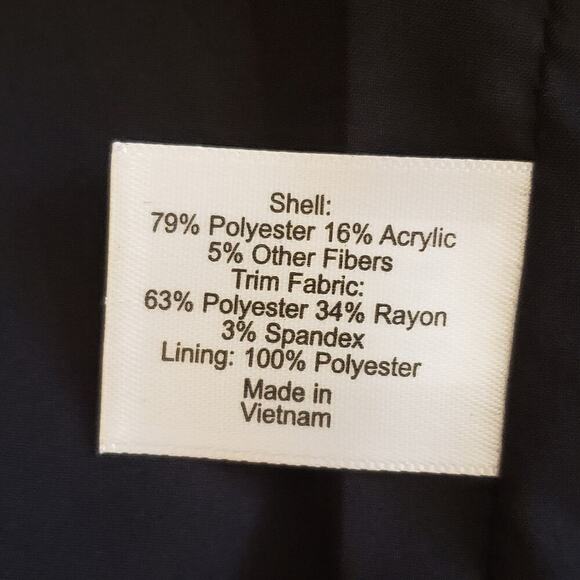 Shell:
79% Polyester 16% Acrylic
5% Other Fibers
Trim Fabric:
63% Polyester 34% Rayon
3% Spandex
Lining: 100% Polyester
Made in
Vietnam